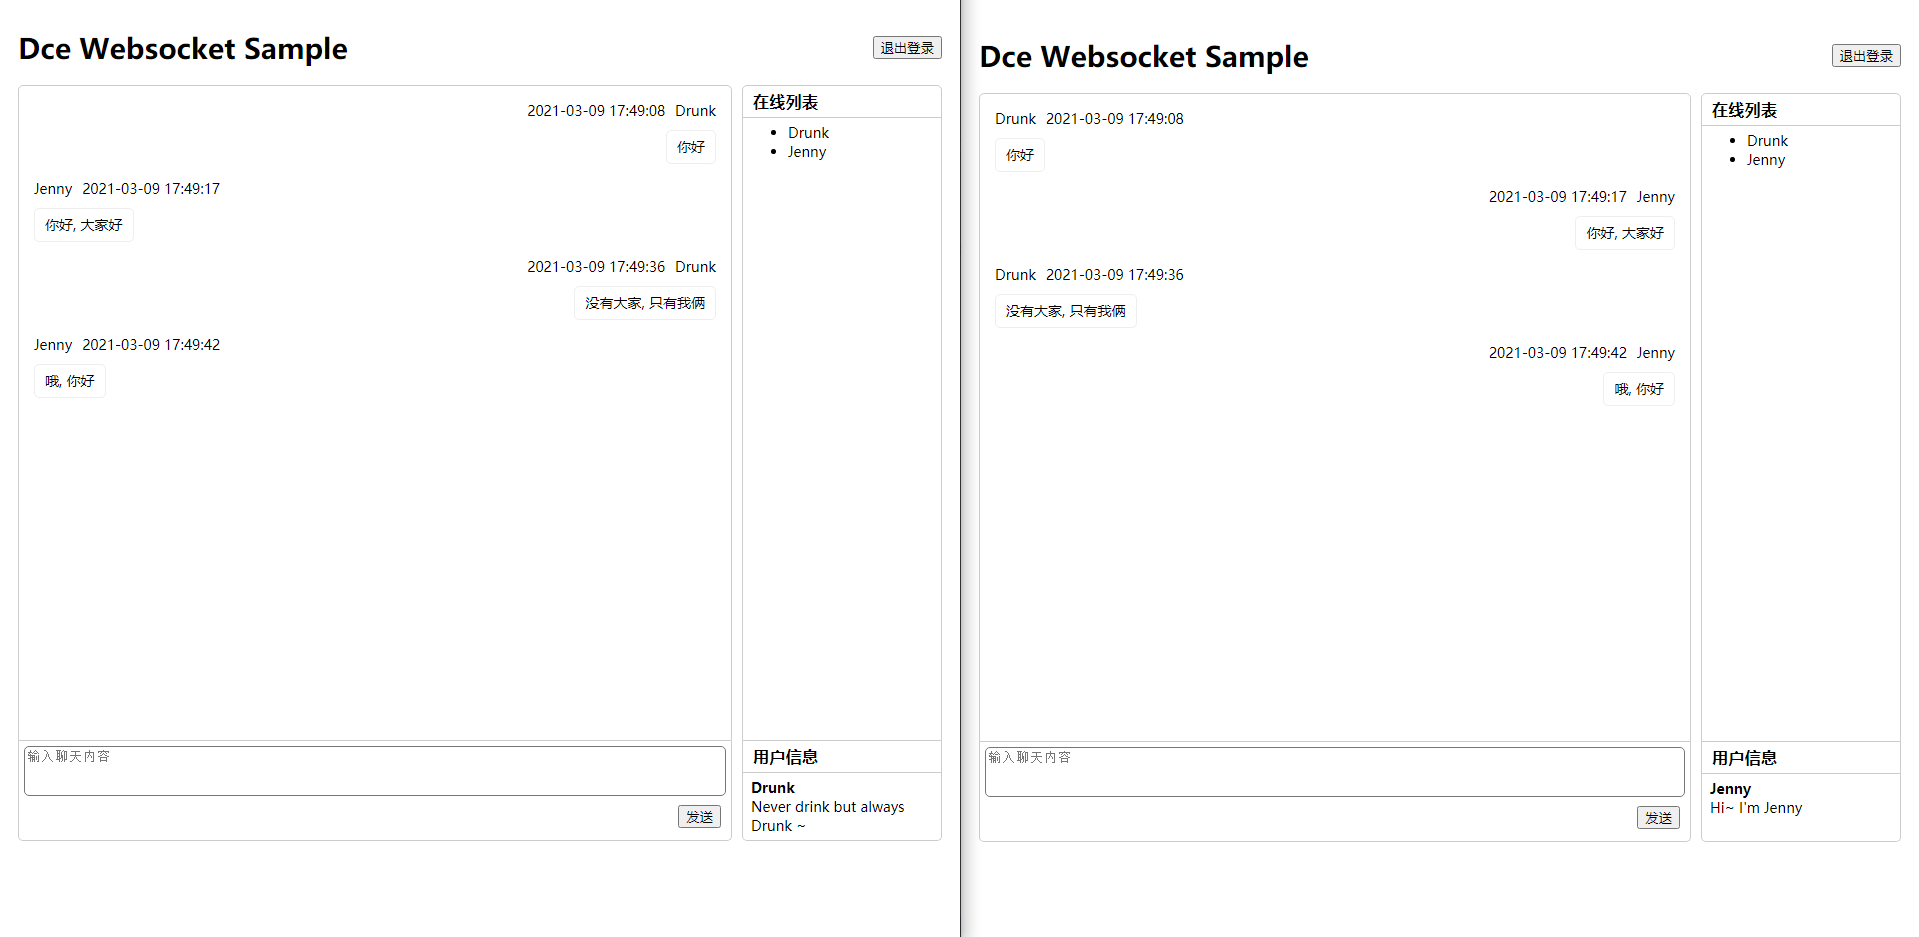 Dce Websocket Sample
退出登录
2021-03-09 17:49:08 Drunk
你好
Jenny 2021-03-09 17:49:17
你好, 大家好
2021-03-09 17:49:36 Drunk
没有大家, 只有我俩
Jenny 2021-03-09 17:49:42
哦, 你好
输入聊天内容
发送
在线列表
Drunk
Jenny
用户信息
Drunk
Never drink but always
Drunk ~
Dce Websocket Sample
退出登录
Drunk 2021-03-09 17:49:08
你好
2021-03-09 17:49:17 Jenny
你好, 大家好
Drunk 2021-03-09 17:49:36
没有大家, 只有我俩
2021-03-09 17:49:42 Jenny
哦, 你好
输入聊天内容
发送
在线列表
Drunk
Jenny
用户信息
Jenny
Hi~ I'm Jenny